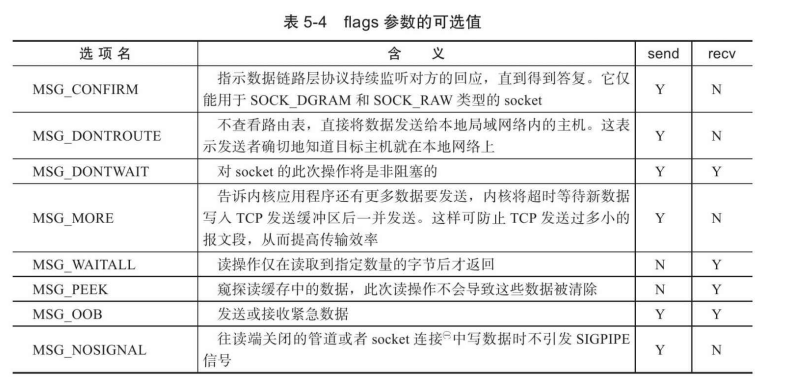 表 5-4 flags 参数的可选值
选 项 名 含 义 send recv
MSG_CONFIRM 指示数据链路层协议持续监听对方的回应，直到得到答复。它仅 Y N
能用于 SOCK_DGRAM 和 SOCK_RAW 类型的 socket
MSG_DONTROUTE 不查看路由表，直接将数据发送给本地局域网络内的主机。这表 Y N
示发送者确切地知道目标主机就在本地网络上
MSG_DONTWAIT 对 socket 的此次操作将是非阻塞的 Y Y
告诉内核应用程序还有更多数据要发送，内核将超时等待新数据
MSG_MORE 写入 TCP 发送缓冲区后一并发送。这样可防止 TCP 发送过多小的 Y N
报文段，从而提高传输效率
MSG_WAITALL 读操作仅在读取到指定数量的字节后才返回 N Y
MSG_PEEK 窥探读缓存中的数据，此次读操作不会导致这些数据被清除 N Y
MSG_OOB 发送或接收紧急数据 Y Y
MSG_NOSIGNAL 往读端关闭的管道或者 socket 连接㊀中写数据时不引发 SIGPIPE Y N
信号